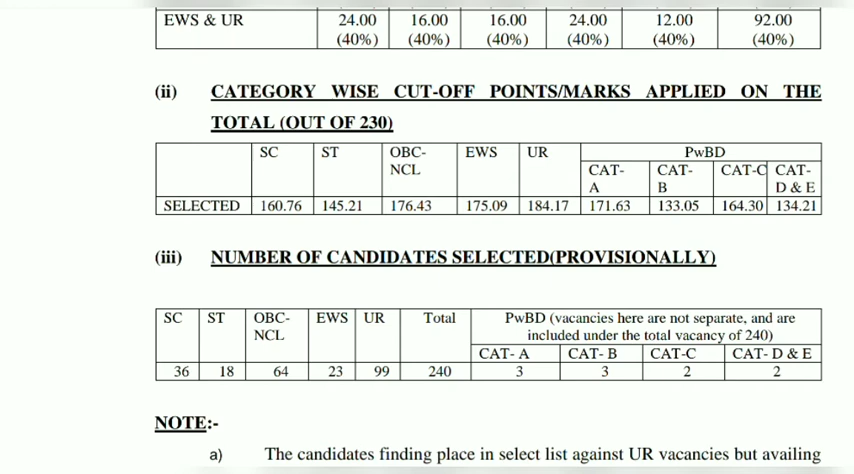 EWS & UR 24.00 16.00 16.00 24.00 12.00 92.00
(40%) (40%) (40%) (40%) (40%) (40%)
(ii) CATEGORY WISE CUT-OFF POINTS/MARKS APPLIED ON THE
TOTAL (OUT OF 230)
SC ST OBC- EWS UR PwBD
NCL CAT- CAT- CAT-C CAT-
A B D & E
SELECTED 160.76 145.21 176.43 175.09 184.17 171.63 133.05 164.30 134.21
(iii) NUMBER OF CANDIDATES SELECTED(PROVISIONALLY)
SC ST OBC- EWS UR Total PwBD (vacancies here are not separate, and are
NCL included under the total vacancy of 240)
CAT- A CAT- B CAT-C CAT- D & E
36 18 64 23 99 240 3 3 2 2
NOTE:-
a) The candidates finding place in select list against UR vacancies but availing